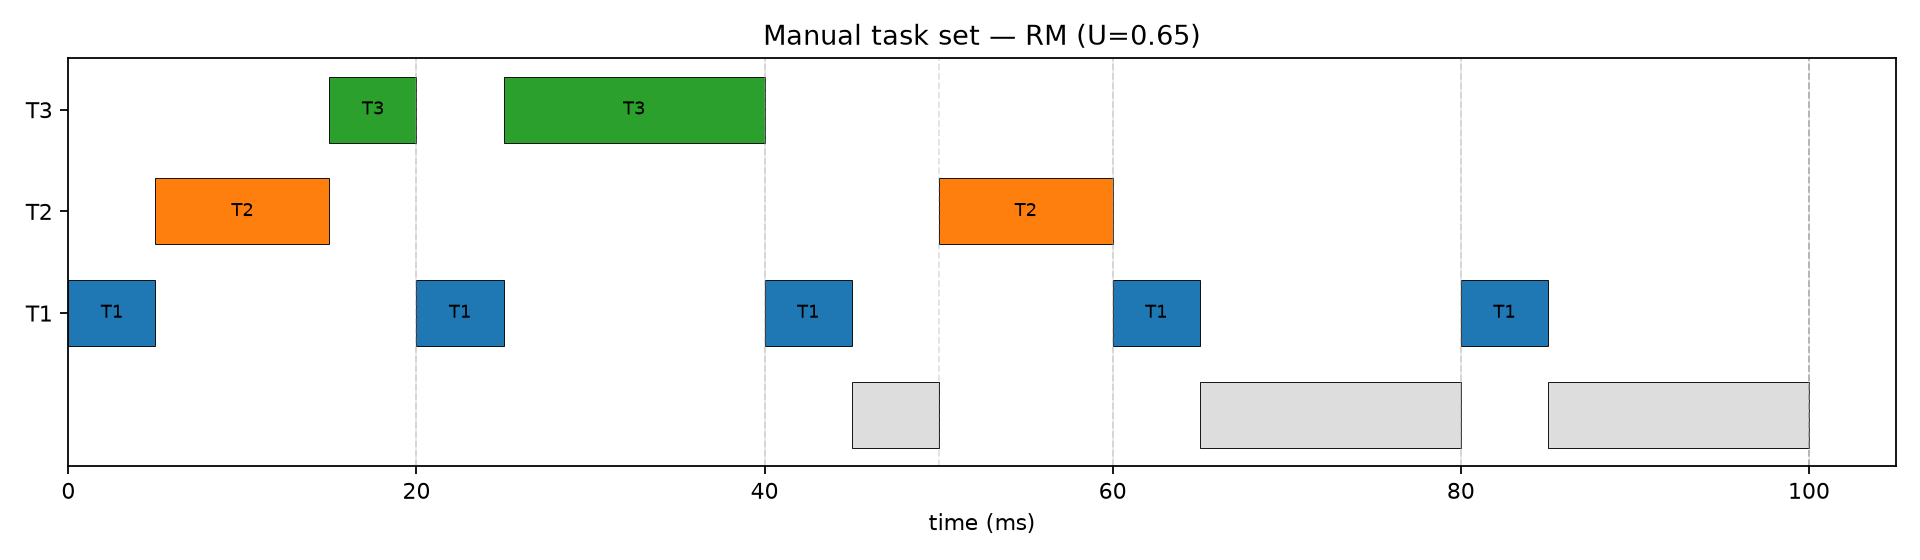 Manual task set — RM (U=0.65)
T3
T3
T3
T2
T2
T2
T1
T1
T1
T1
T1
T1
0
20
40
60
80
100
time (ms)